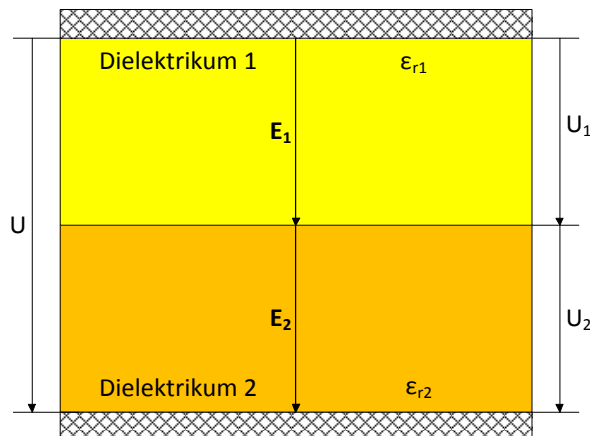 Dielektrikum 1 εr1
E1 U1
U
E2 U2
Dielektrikum 2 εr2